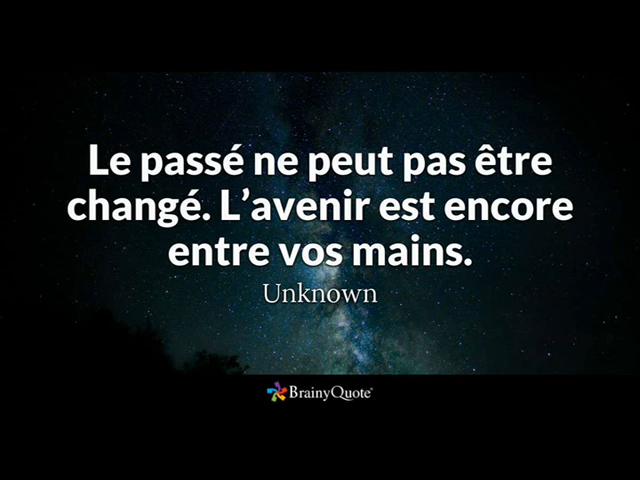 Le passé ne peut pas être
changé. L’avenir est encore
entre vos mains.
Unknown
BrainyQuote®